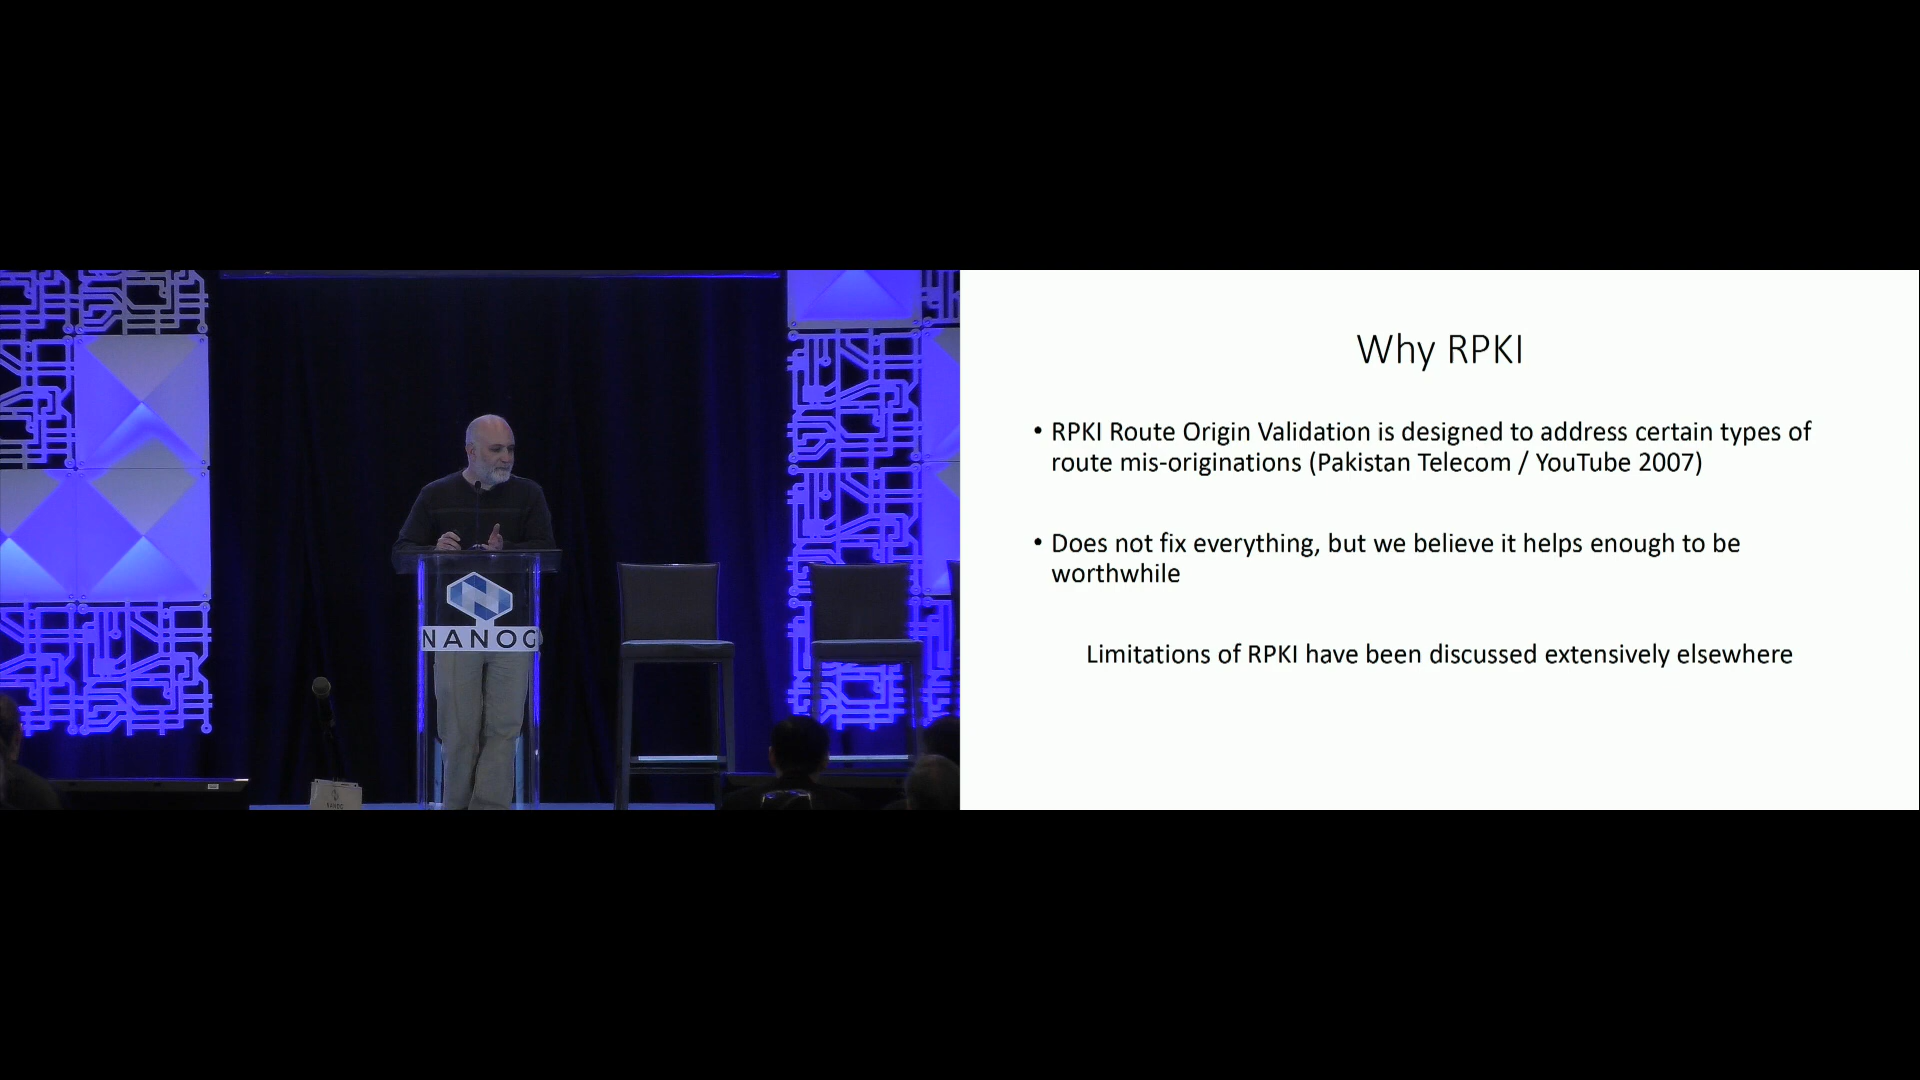 Why RPKI
• RPKI Route Origin Validation is designed to address certain types of
route mis-originations (Pakistan Telecom / YouTube 2007)
• Does not fix everything, but we believe it helps enough to be
worthwhile
Limitations of RPKI have been discussed extensively elsewhere
NANOG
NANOG